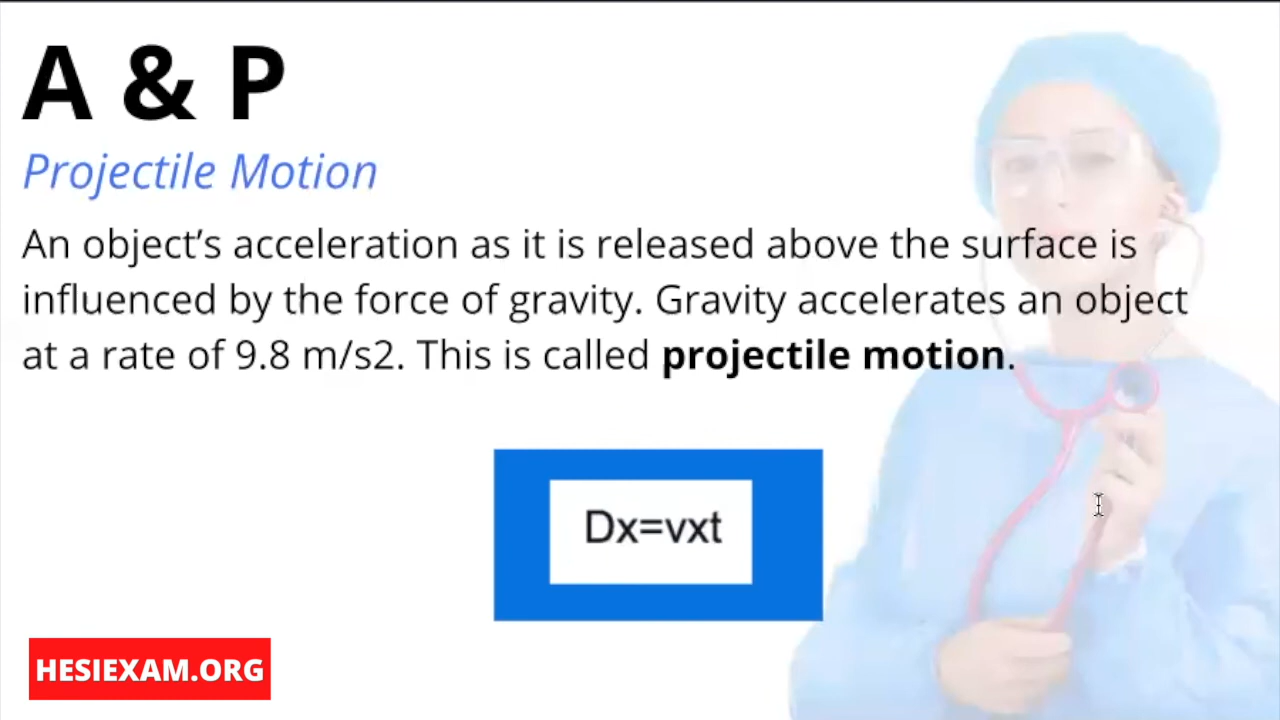 A & P
Projectile Motion
An object’s acceleration as it is released above the surface is
influenced by the force of gravity. Gravity accelerates an object
at a rate of 9.8 m/s2. This is called projectile motion.
Dx=vxt
HESIEXAM.ORG